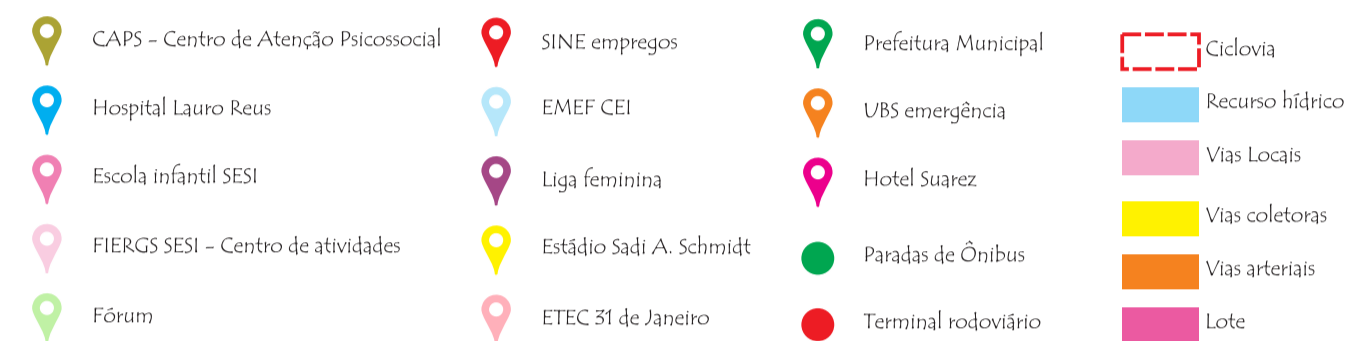 CAPS - Centro de Atenção Psicossocial
Hospital Lauro Reus
Escola infantil SESI
FIERGS SESI - Centro de atividades
Fórum
SINE empregos
EMEF CEI
Liga feminina
Estádio Sadi A. Schmidt
ETEC 31 de Janeiro
Prefeitura Municipal
UBS emergência
Hotel Suarez
Paradas de Ônibus
Terminal rodoviário
Ciclovia
Recurso hídrico
Vias Locais
Vias coletoras
Vias arteriais
Lote